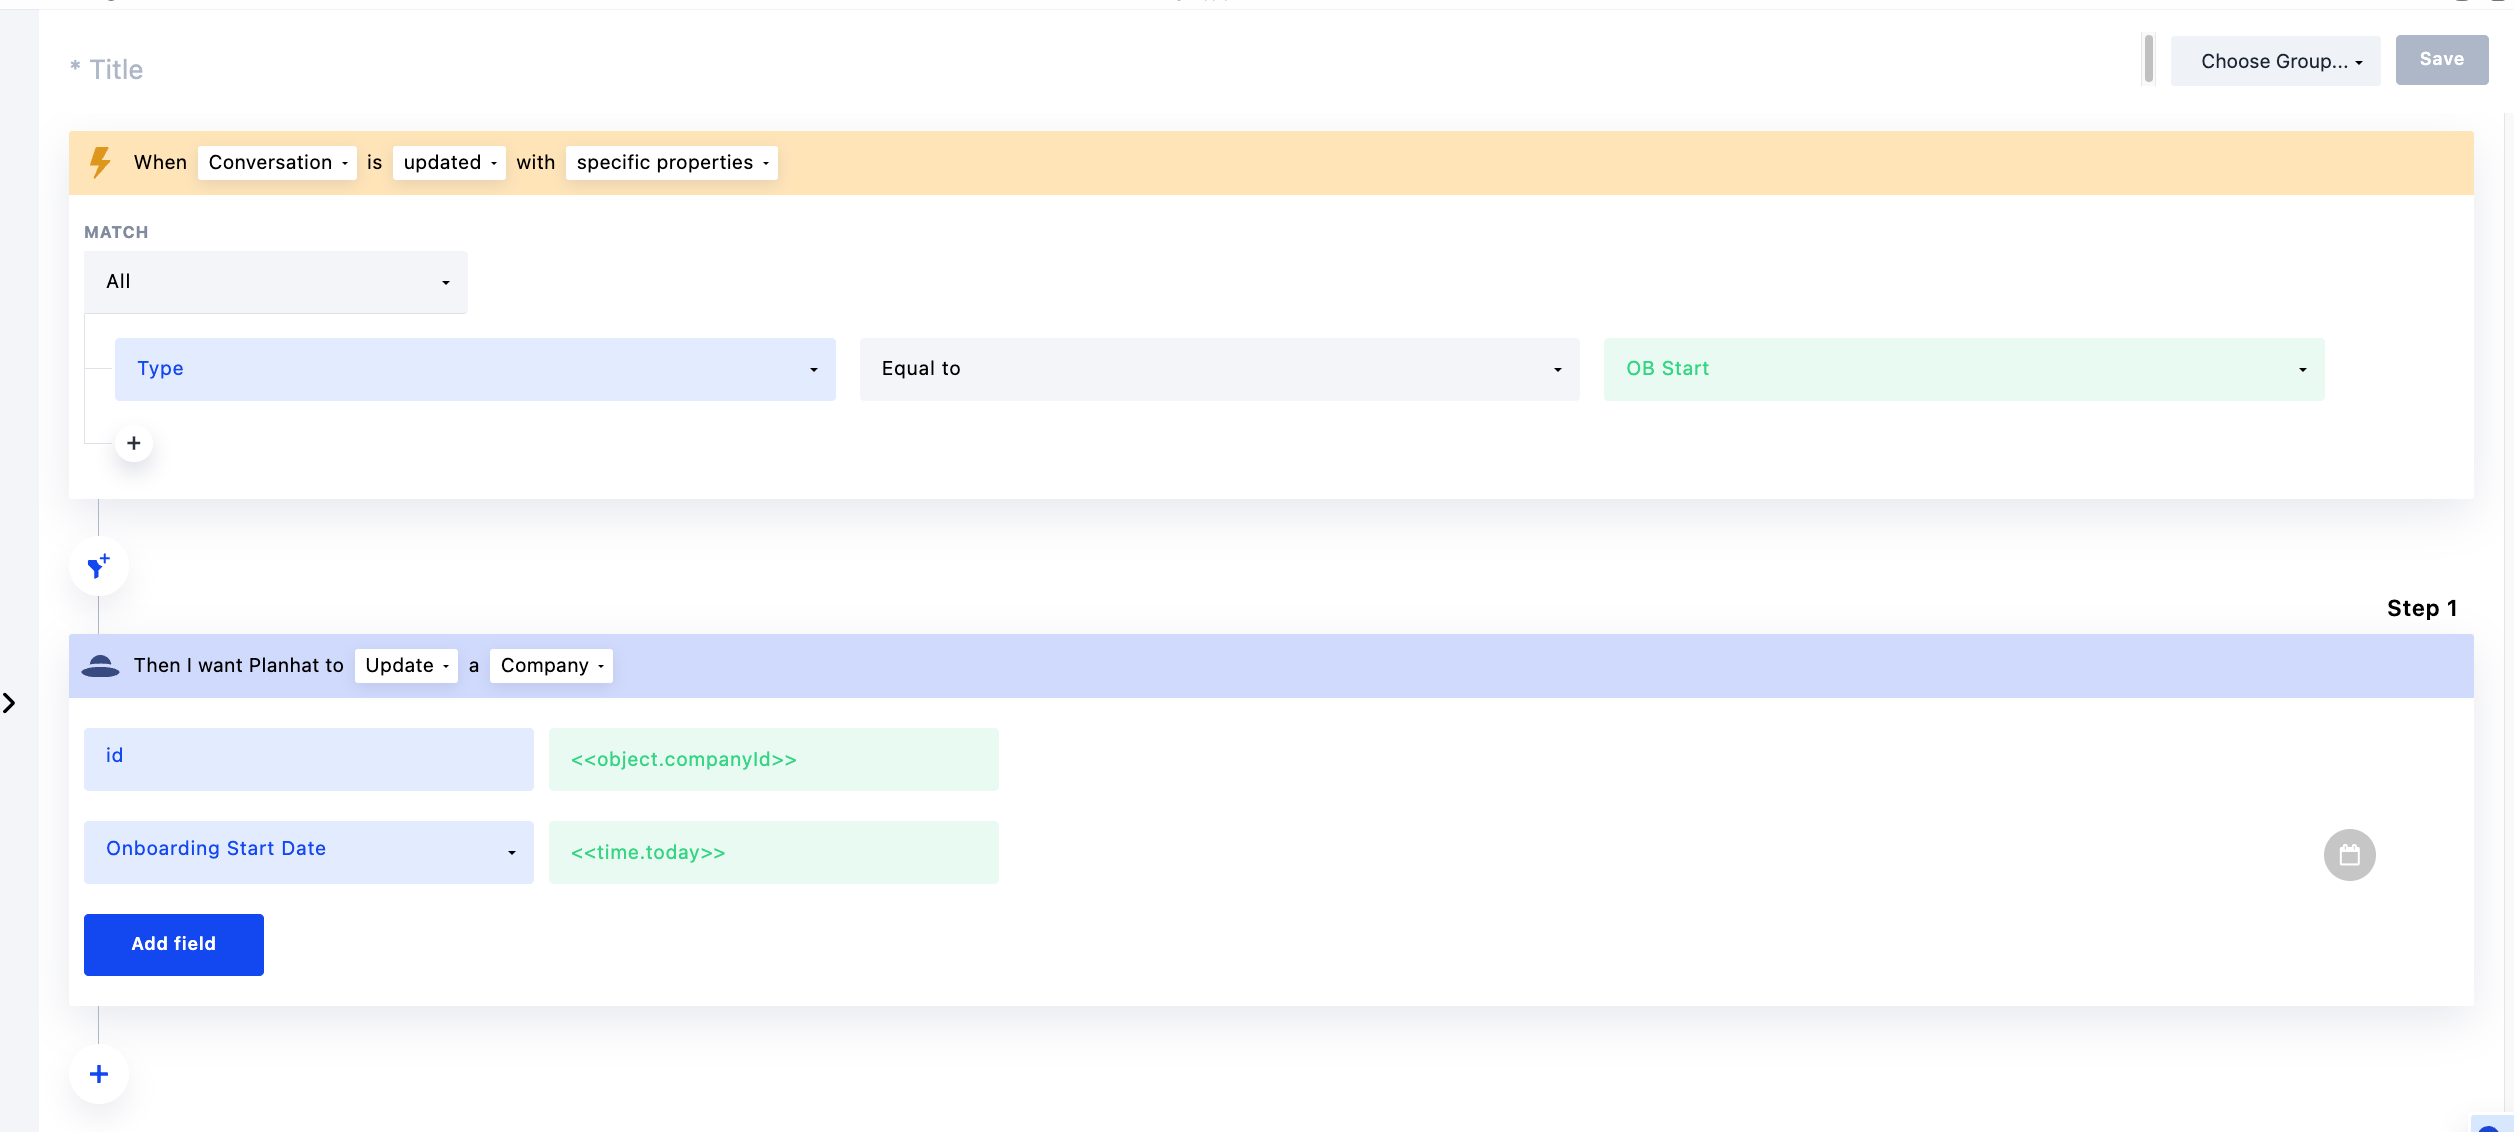 * Title
Choose Group...
Save
When Conversation is updated with specific properties
MATCH
All
Type Equal to OB Start
Step 1
Then I want Planhat to Update a Company
id <<object.companyId>>
Onboarding Start Date <<time.today>>
Add field